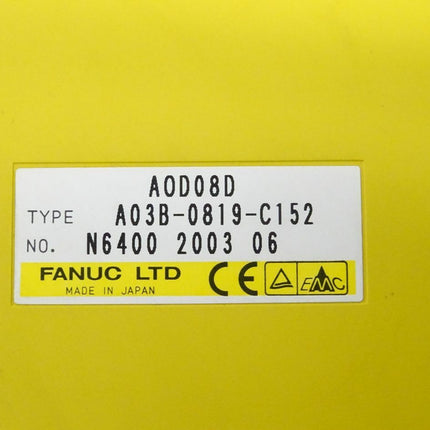 AOD08D
TYPE A03B-0819-C152
NO. N6400 2003 06
FANUC LTD
MADE IN JAPAN
CE
EMC